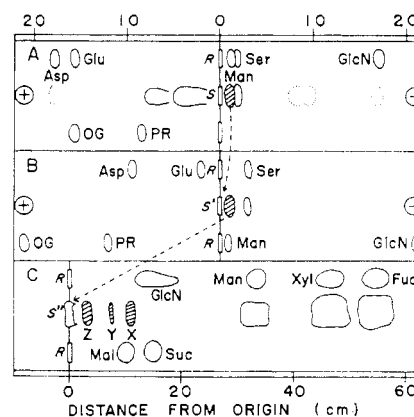 20 10 0 10 20
A Asp Glu R Ser GlcN
Man
+ S +
OG PR
B Asp Glu R Ser
+ S' +
OG PR R Man GlcN
C R GlcN Man Xyl Fuc
S" Z Y X
R Mal Suc
0 20 40 60
DISTANCE FROM ORIGIN (cm.)